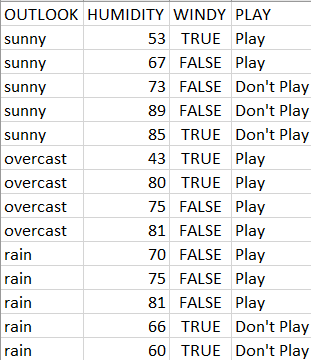 OUTLOOK HUMIDITY WINDY PLAY
sunny 53 TRUE Play
sunny 67 FALSE Play
sunny 73 FALSE Don't Play
sunny 89 FALSE Don't Play
sunny 85 TRUE Don't Play
overcast 43 TRUE Play
overcast 80 TRUE Play
overcast 75 FALSE Play
overcast 81 FALSE Play
rain 70 FALSE Play
rain 75 FALSE Play
rain 81 FALSE Play
rain 66 TRUE Don't Play
rain 60 TRUE Don't Play